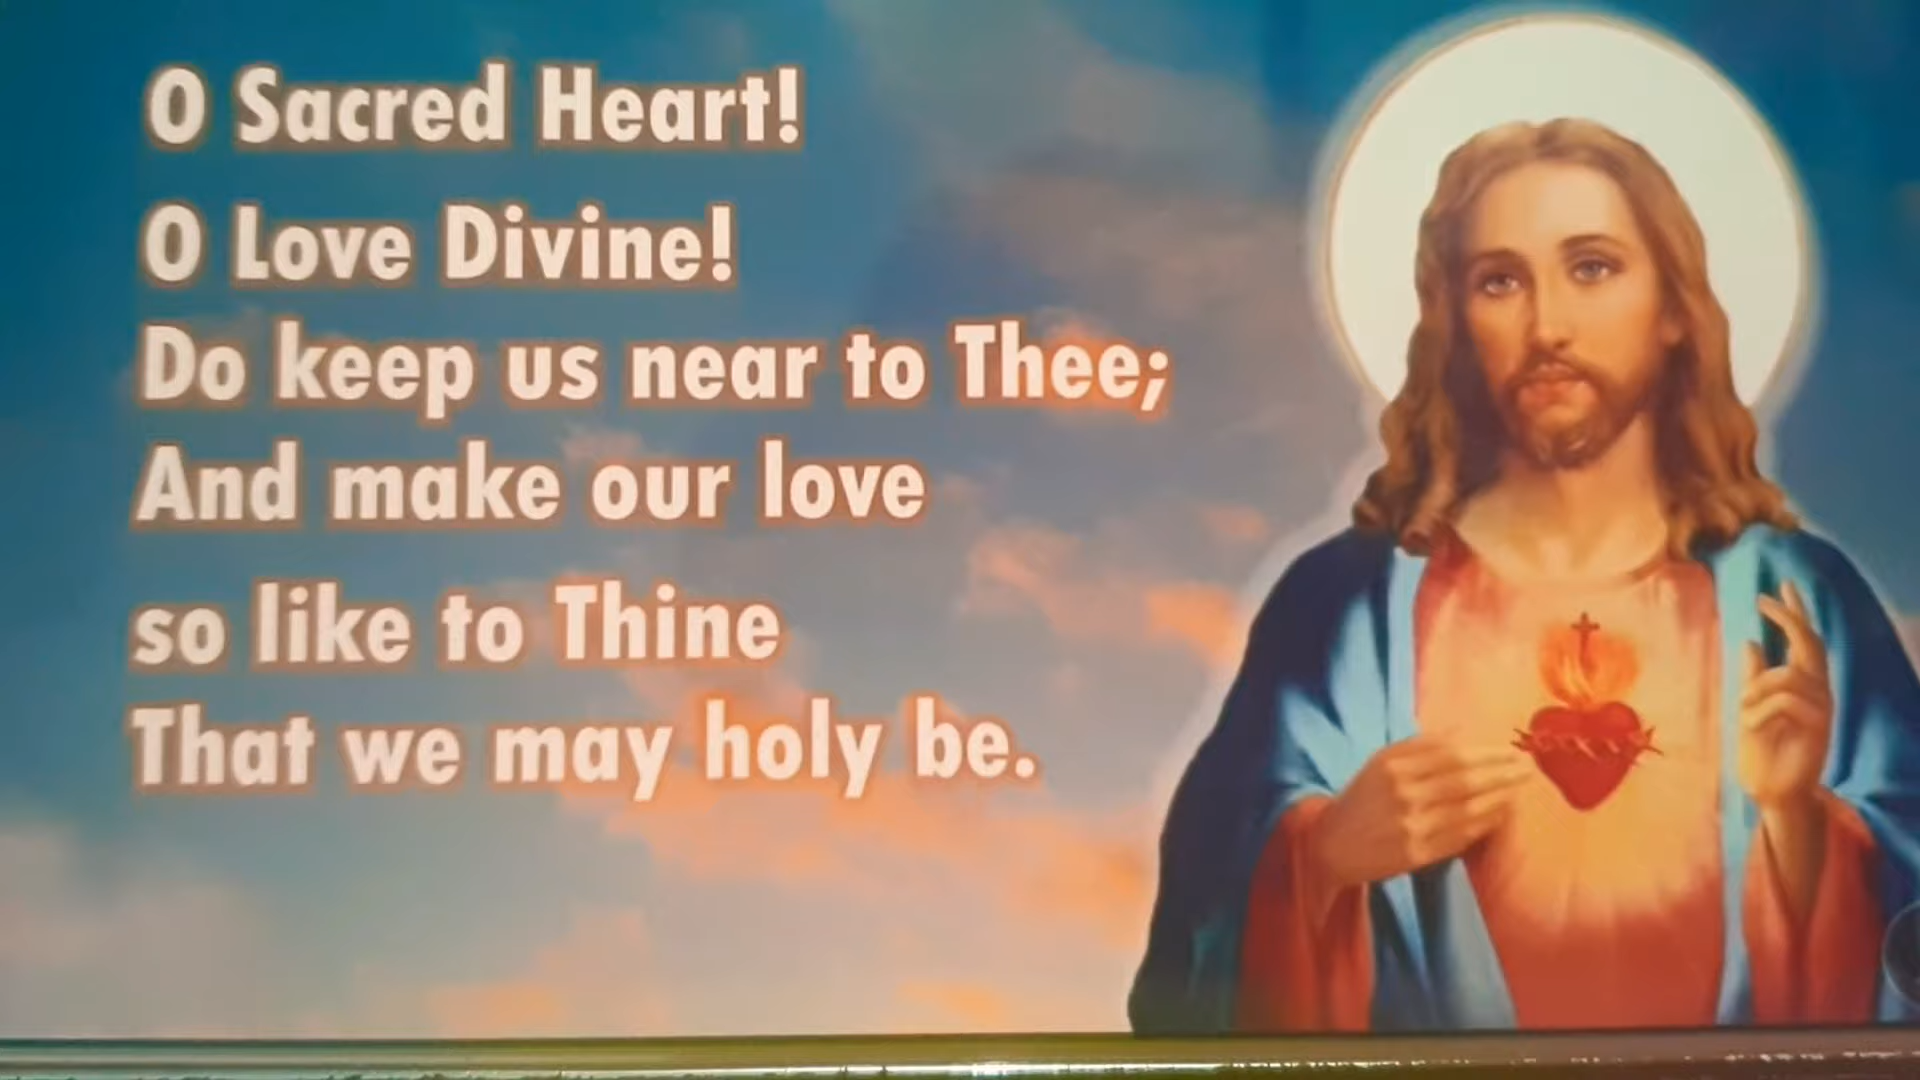 O Sacred Heart!
O Love Divine!
Do keep us near to Thee;
And make our love
so like to Thine
That we may holy be.